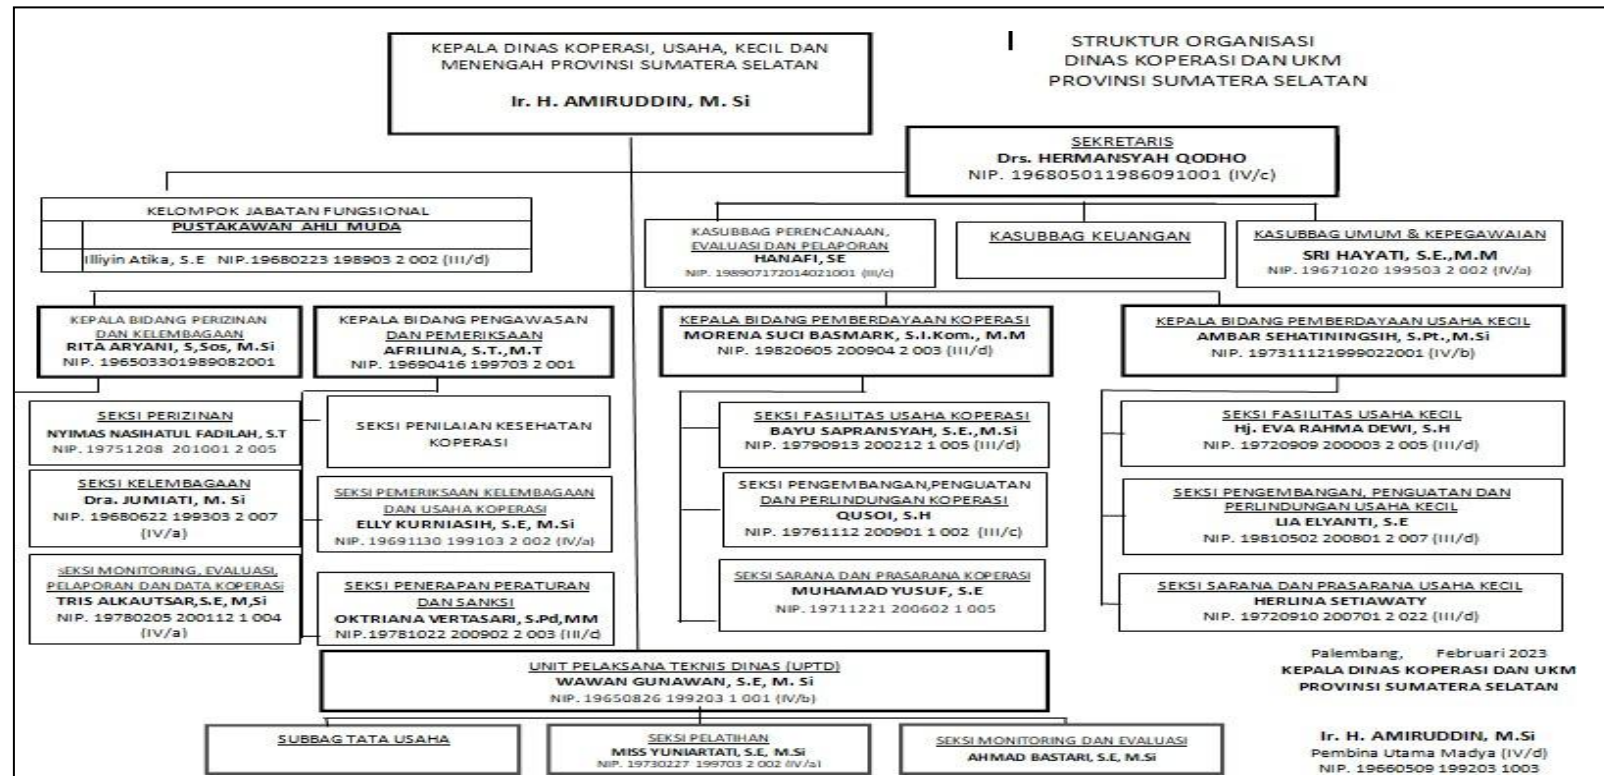 KEPALA DINAS KOPERASI, USAHA, KECIL DAN
MENENGAH PROVINSI SUMATERA SELATAN
Ir. H. AMIRUDDIN, M. Si
STRUKTUR ORGANISASI
DINAS KOPERASI DAN UKM
PROVINSI SUMATERA SELATAN
SEKRETARIS
Drs. HERMANSYAH QODHO
NIP. 196805011986091001 (IV/c)
KELOMPOK JABATAN FUNGSIONAL
PUSTAKAWAN AHLI MUDA
Illiyin Atika, S.E NIP.19680223 198903 2 002 (III/d)
KASUBBAG PERENCANAAN,
EVALUASI DAN PELAPORAN
HANAFI, SE
NIP. 198907172014021001 (III/c)
KASUBBAG KEUANGAN
KASUBBAG UMUM & KEPEGAWAIAN
SRI HAYATI, S.E.,M.M
NIP. 19671020 199503 2 002 (IV/a)
KEPALA BIDANG PERIZINAN
DAN KELEMBAGAAN
RITA ARYANI, S,Sos, M.Si
NIP. 196503301989082001
KEPALA BIDANG PENGAWASAN
DAN PEMERIKSAAN
AFRILINA, S.T.,M.T
NIP. 19690416 199703 2 001
KEPALA BIDANG PEMBERDAYAAN KOPERASI
MORENA SUCI BASMARK, S.I.Kom., M.M
NIP. 19820605 200904 2 003 (III/d)
KEPALA BIDANG PEMBERDAYAAN USAHA KECIL
AMBAR SEHATININGSIH, S.Pt.,M.Si
NIP. 197311121999022001 (IV/b)
SEKSI PERIZINAN
NYIMAS NASIHATUL FADILAH, S.T
NIP. 19751208 201001 2 005
SEKSI KELEMBAGAAN
Dra. JUMIATI, M. Si
NIP. 19680622 199303 2 007
(IV/a)
SEKSI MONITORING, EVALUASI,
PELAPORAN DAN DATA KOPERASi
TRIS ALKAUTSAR,S.E, M,Si
NIP. 19780205 200112 1 004
(IV/a)
SEKSI PENILAIAN KESEHATAN
KOPERASI
SEKSI PEMERIKSAAN KELEMBAGAAN
DAN USAHA KOPERASI
ELLY KURNIASIH, S.E, M.Si
NIP. 19691130 199103 2 002 (IV/a)
SEKSI PENERAPAN PERATURAN
DAN SANKSI
OKTRIANA VERTASARI, S.Pd,MM
NIP.19781022 200902 2 003 (III/c)
SEKSI FASILITAS USAHA KOPERASI
BAYU SAPRANSYAH, S.E.,M.Si
NIP. 19790913 200212 1 005 (III/d)
SEKSI PENGEMBANGAN,PENGUATAN
DAN PERLINDUNGAN KOPERASI
QUSOI, S.H
NIP. 19761112 200901 1 002 (III/c)
SEKSI SARANA DAN PRASARANA KOPERASI
MUHAMAD YUSUF, S.E
NIP. 19711221 200602 1 005
SEKSI FASILITAS USAHA KECIL
Hj. EVA RAHMA DEWI, S.H
NIP. 19720909 200003 2 005 (III/d)
SEKSI PENGEMBANGAN, PENGUATAN DAN
PERLINDUNGAN USAHA KECIL
LIA ELYANTI, S.E
NIP. 19810502 200801 2 007 (III/d)
SEKSI SARANA DAN PRASARANA USAHA KECIL
HERLINA SETIAWATY
NIP. 19720910 200701 2 022 (III/d)
UNIT PELAKSANA TEKNIS DINAS (UPTD)
WAWAN GUNAWAN, S.E, M. Si
NIP. 19650826 199203 1 001 (IV/b)
SUBBAG TATA USAHA
SEKSI PELATIHAN
MISS YUNIARTATI, S.E, M.Si
NIP. 19730227 199703 2 002 (IV/a)
SEKSI MONITORING DAN EVALUASI
AHMAD BASTARI, S.E, M.Si
Palembang, Februari 2023
KEPALA DINAS KOPERASI DAN UKM
PROVINSI SUMATERA SELATAN
Ir. H. AMIRUDDIN, M.Si
Pembina Utama Madya (IV/d)
NIP. 19660509 199203 1003